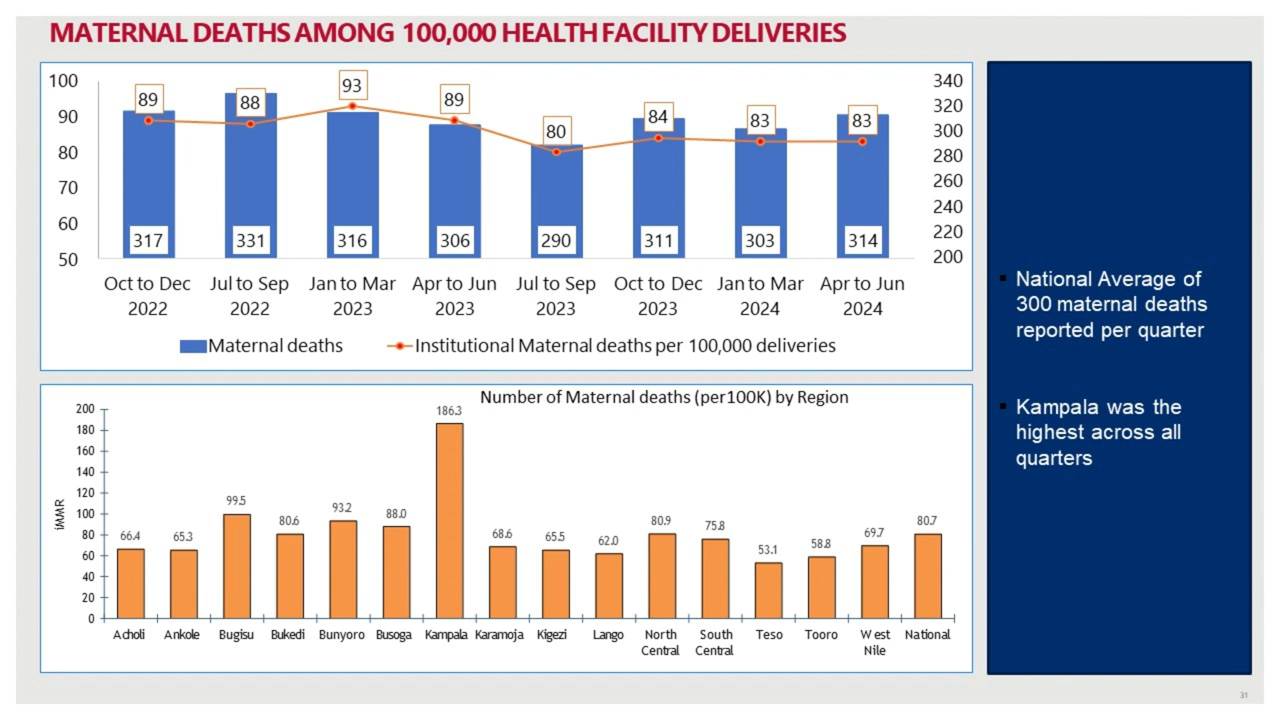 MATERNAL DEATHS AMONG 100,000 HEALTH FACILITY DELIVERIES
100
90
80
70
60
50
340
320
300
280
260
240
220
200
89
88
93
89
80
84
83
83
317
331
316
306
290
311
303
314
Oct to Dec 2022
Jul to Sep 2022
Jan to Mar 2023
Apr to Jun 2023
Jul to Sep 2023
Oct to Dec 2023
Jan to Mar 2024
Apr to Jun 2024
Maternal deaths
Institutional Maternal deaths per 100,000 deliveries
Number of Maternal deaths (per100K) by Region
iMMR
200
180
160
140
120
100
80
60
40
20
0
66.4
65.3
99.5
80.6
93.2
88.0
186.3
68.6
65.5
62.0
80.9
75.8
53.1
58.8
69.7
80.7
Acholi
Ankole
Bugisu
Bukedi
Bunyoro
Busoga
Kampala
Karamoja
Kigezi
Lango
North
Central
South
Central
Teso
Tooro
West
Nile
National
▪ National Average of
300 maternal deaths
reported per quarter
▪ Kampala was the
highest across all
quarters
31